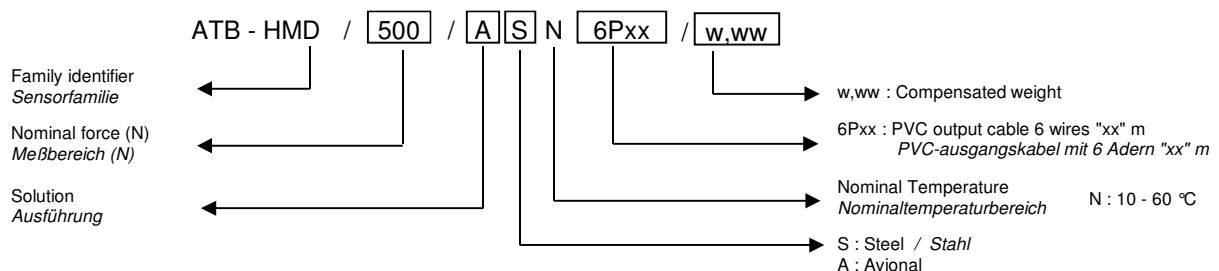 ATB - HMD / 500 / A S N 6Pxx / w,ww
Family identifier
Sensorfamilie
Nominal force (N)
Meßbereich (N)
Solution
Ausführung
w,ww : Compensated weight
6Pxx : PVC output cable 6 wires "xx" m
PVC-ausgangskabel mit 6 Adern "xx" m
Nominal Temperature N : 10 - 60 °C
Nominaltemperaturbereich
S : Steel / Stahl
A : Avional